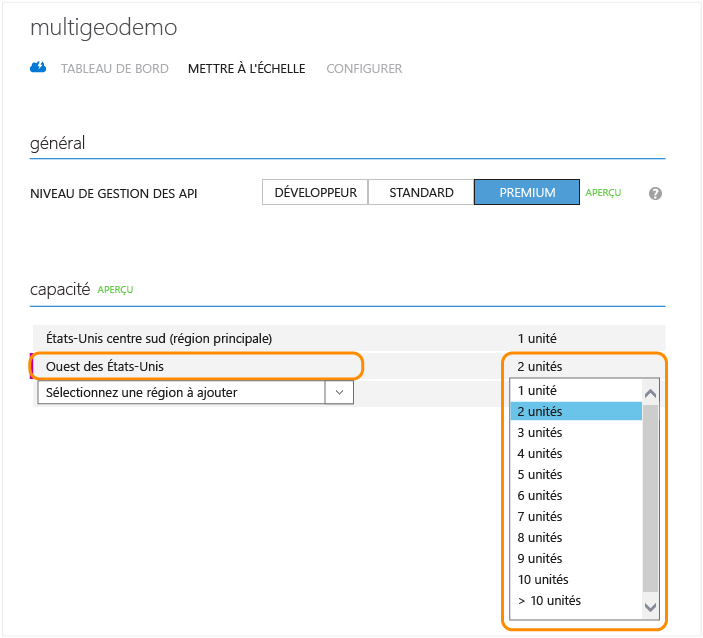 multigeodemo
TABLEAU DE BORD METTRE À L'ÉCHELLE CONFIGURER
général
NIVEAU DE GESTION DES API DÉVELOPPEUR STANDARD PREMIUM APERÇU ?
capacité APERÇU
États-Unis centre sud (région principale) 1 unité
Ouest des États-Unis 2 unités
Sélectionnez une région à ajouter 1 unité
2 unités
3 unités
4 unités
5 unités
6 unités
7 unités
8 unités
9 unités
10 unités
> 10 unités